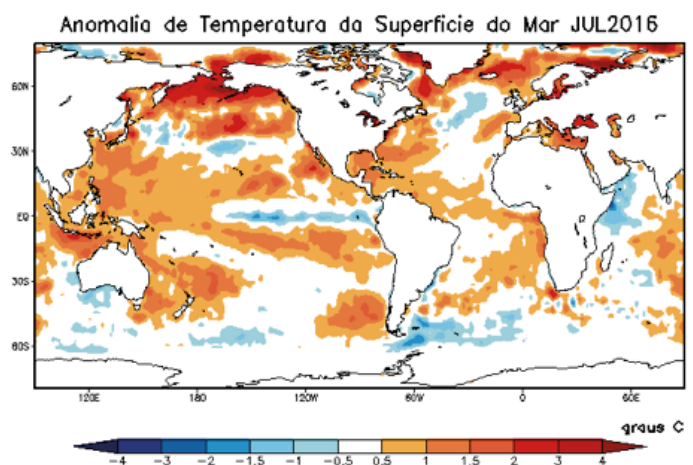 Anomalia de Temperatura da Superficie do Mar JUL2016
60N
30N
EQ
30S
60S
120E 180 120W 60W 0 60E
graus C
-4 -3 -2 -1.5 -1 -0.5 0.5 1 1.5 2 3 4